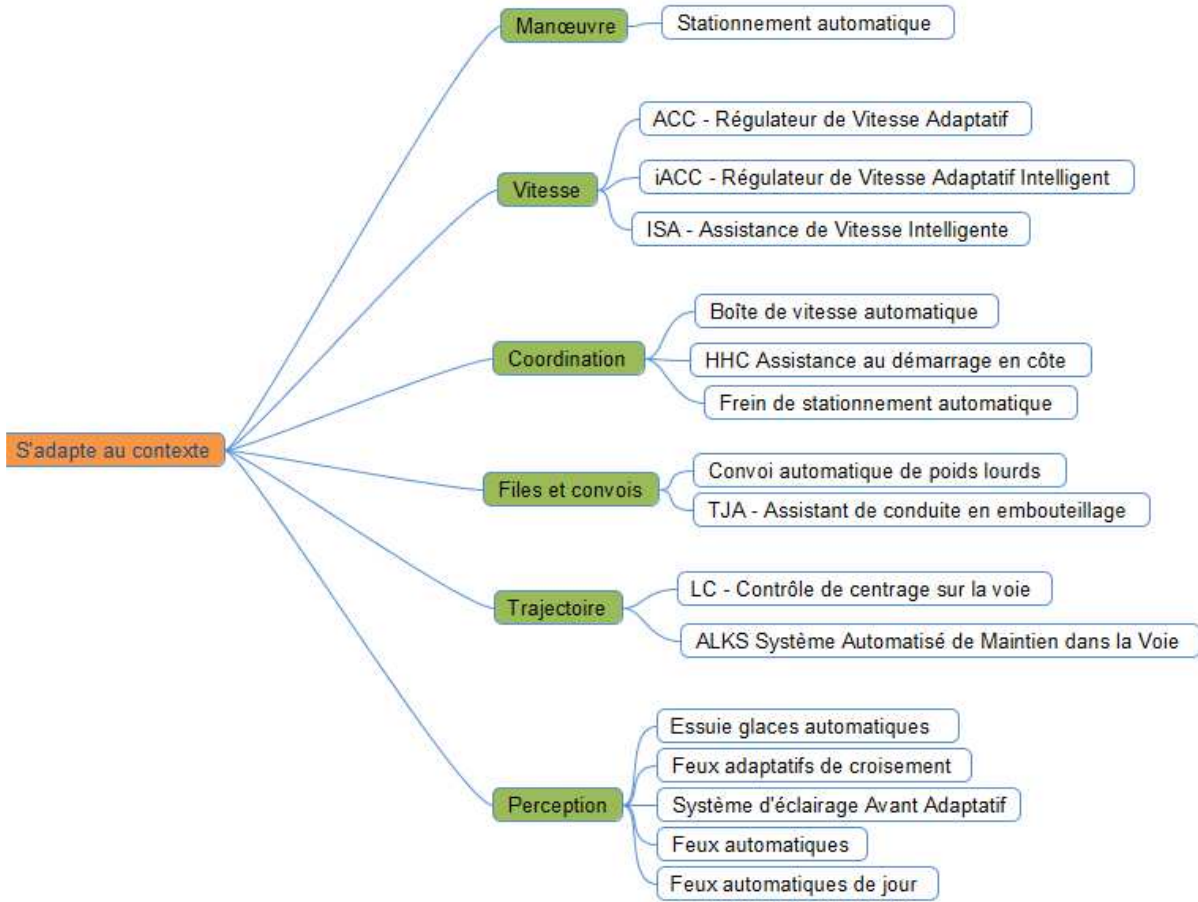 Manœuvre
Stationnement automatique
ACC - Régulateur de Vitesse Adaptatif
Vitesse
iACC - Régulateur de Vitesse Adaptatif Intelligent
ISA - Assistance de Vitesse Intelligente
Boîte de vitesse automatique
Coordination
HHC Assistance au démarrage en côte
Frein de stationnement automatique
S'adapte au contexte
Convoi automatique de poids lourds
Files et convois
TJA - Assistant de conduite en embouteillage
LC - Contrôle de centrage sur la voie
Trajectoire
ALKS Système Automatisé de Maintien dans la Voie
Essuie glaces automatiques
Feux adaptatifs de croisement
Perception
Système d'éclairage Avant Adaptatif
Feux automatiques
Feux automatiques de jour